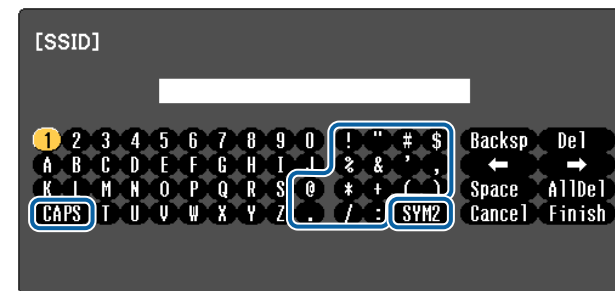 [SSID]
1 2 3 4 5 6 7 8 9 0 ! " # $ Backsp Del
A B C D E F G H I J % & ' , ← →
K L M N O P Q R S @ * + ( ) Space AllDel
CAPS T U V W X Y Z . / : SYM2 Cancel Finish